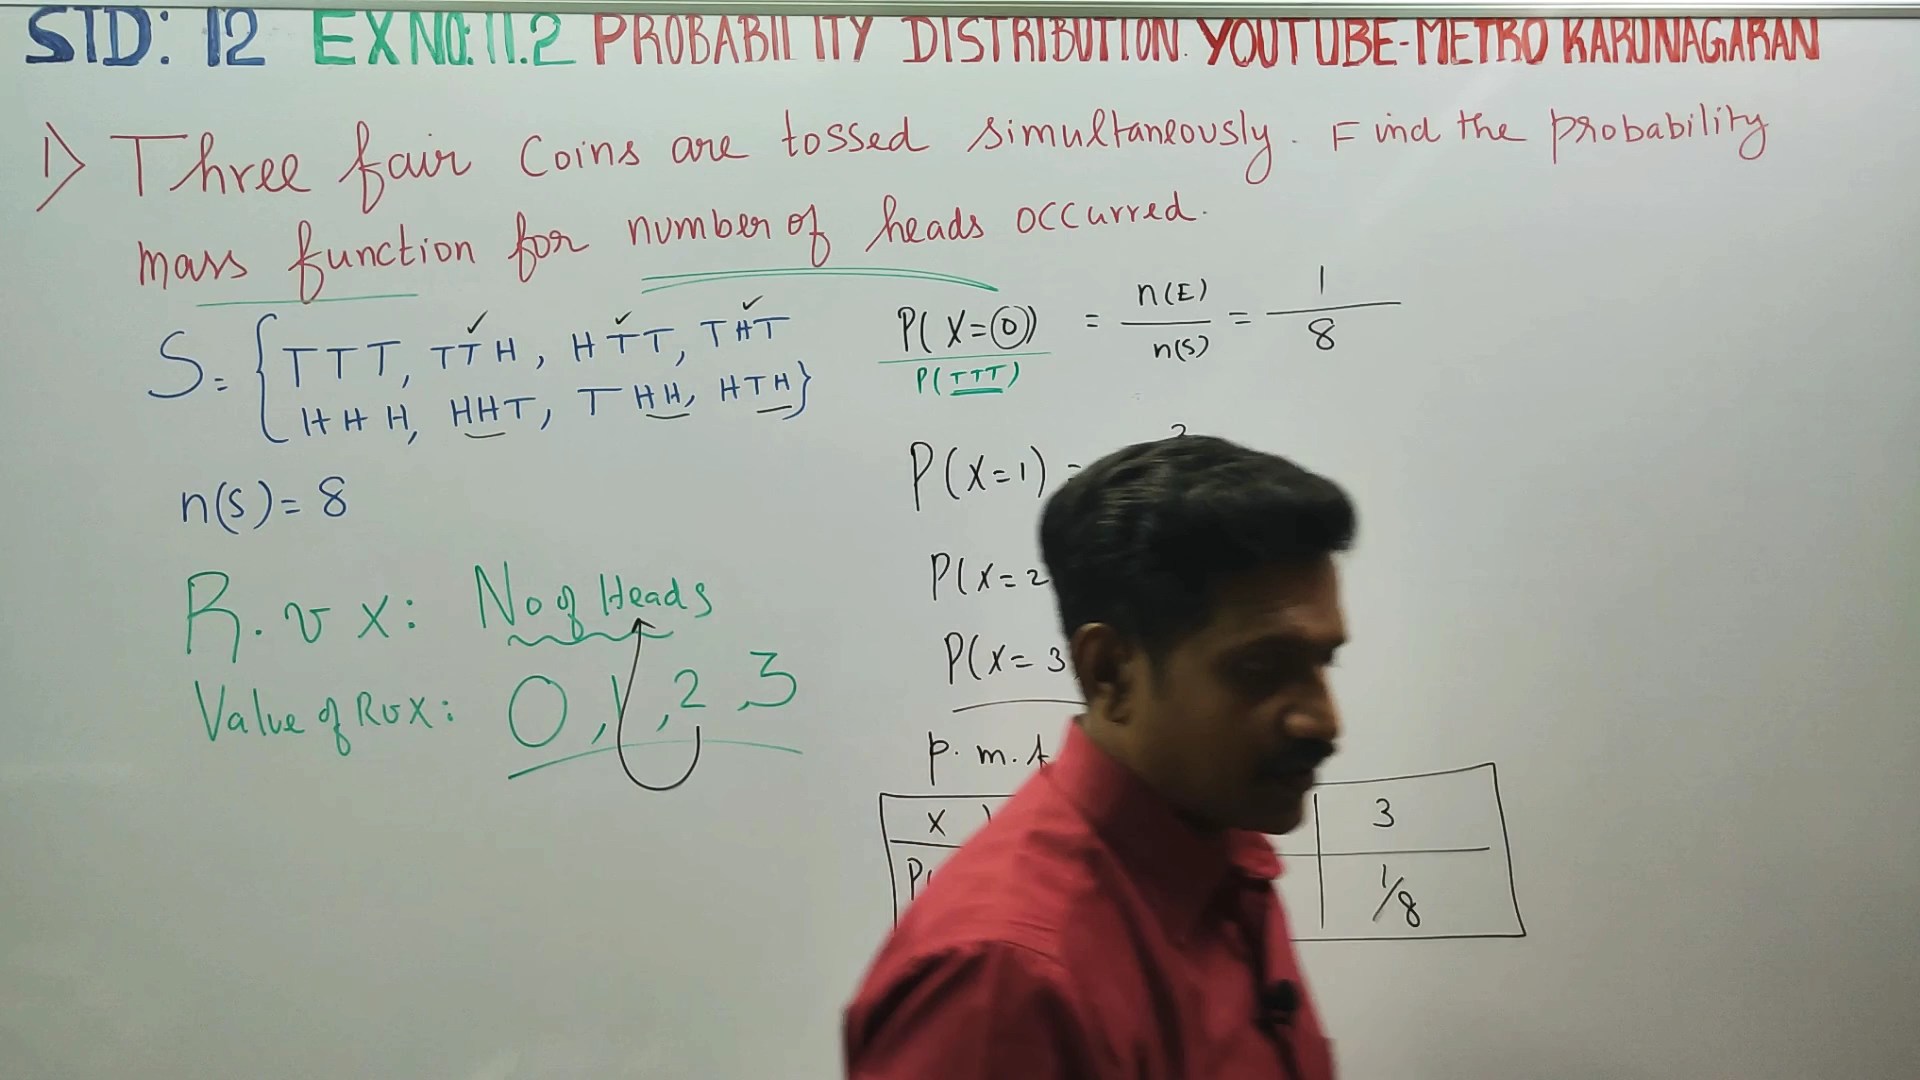 STD: 12 EX NO: 11.2 PROBABILITY DISTRIBUTION. YOUTUBE-METRO KARUNAGARAN
1) Three fair Coins are tossed simultaneously. Find the probability
mass function for number of heads occurred.
S = { TTT, TTH, HTT, THT
HHH, HHT, THH, HTH }
n(S) = 8
R.v X: No of Heads
Value of RvX: 0, 1, 2, 3
P(X=0) = n(E)/n(S) = 1/8
P(TTT)
P(X=1) =
P(X=2
P(X=3
p.m.f
x 3
P( 1/8